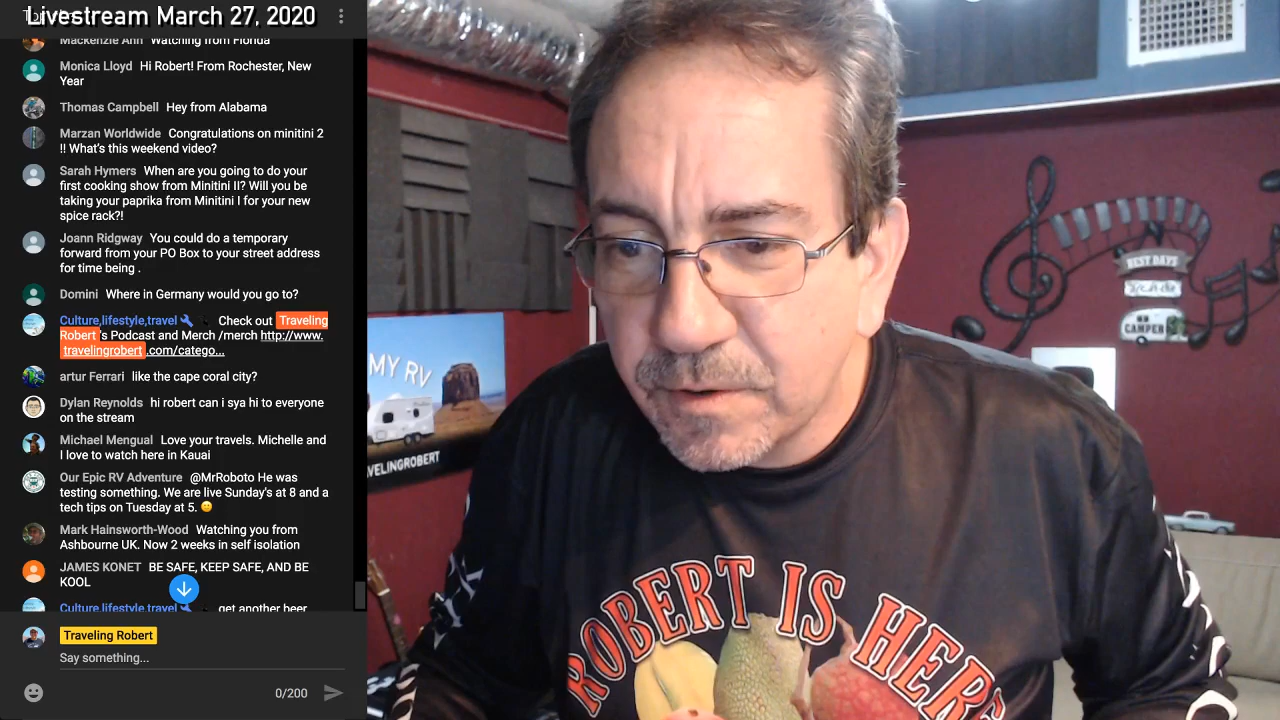 Livestream March 27, 2020
Mackenzie Ann Watching from Florida
Monica Lloyd Hi Robert! From Rochester, New
Year
Thomas Campbell Hey from Alabama
Marzan Worldwide Congratulations on minitini 2
!! What's this weekend video?
Sarah Hymers When are you going to do your
first cooking show from Minitini II? Will you be
taking your paprika from Minitini I for your new
spice rack?!
Joann Ridgway You could do a temporary
forward from your PO Box to your street address
for time being .
Domini Where in Germany would you go to?
Culture,lifestyle,travel Check out Traveling
Robert's Podcast and Merch /merch http://www.
travelingrobert.com/catego...
artur Ferrari like the cape coral city?
Dylan Reynolds hi robert can i sya hi to everyone
on the stream
Michael Mengual Love your travels. Michelle and
I love to watch here in Kauai
Our Epic RV Adventure @MrRoboto He was
testing something. We are live Sunday's at 8 and a
tech tips on Tuesday at 5.
Mark Hainsworth-Wood Watching you from
Ashbourne UK. Now 2 weeks in self isolation
JAMES KONET BE SAFE, KEEP SAFE, AND BE
KOOL
Culture,lifestyle,travel get another beer
Traveling Robert
Say something...
0/200
MY RV
VELINGROBERT
BEST DAYS
CAMPER
ROBERT IS HERE